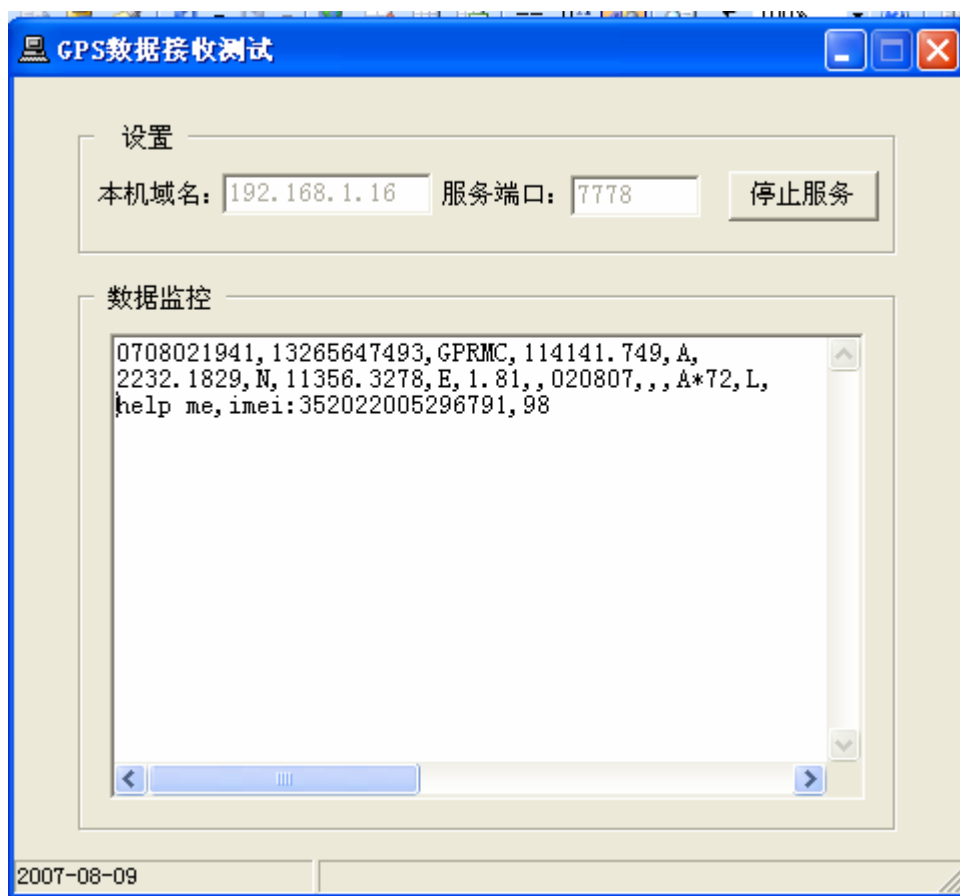 GPS数据接收测试
设置
本机域名: 192.168.1.16 服务端口: 7778 停止服务
数据监控
0708021941,13265647493,GPRMC,114141.749,A,
2232.1829,N,11356.3278,E,1.81,,020807,,,A*72,L,
help me,imei:352022005296791,98
2007-08-09